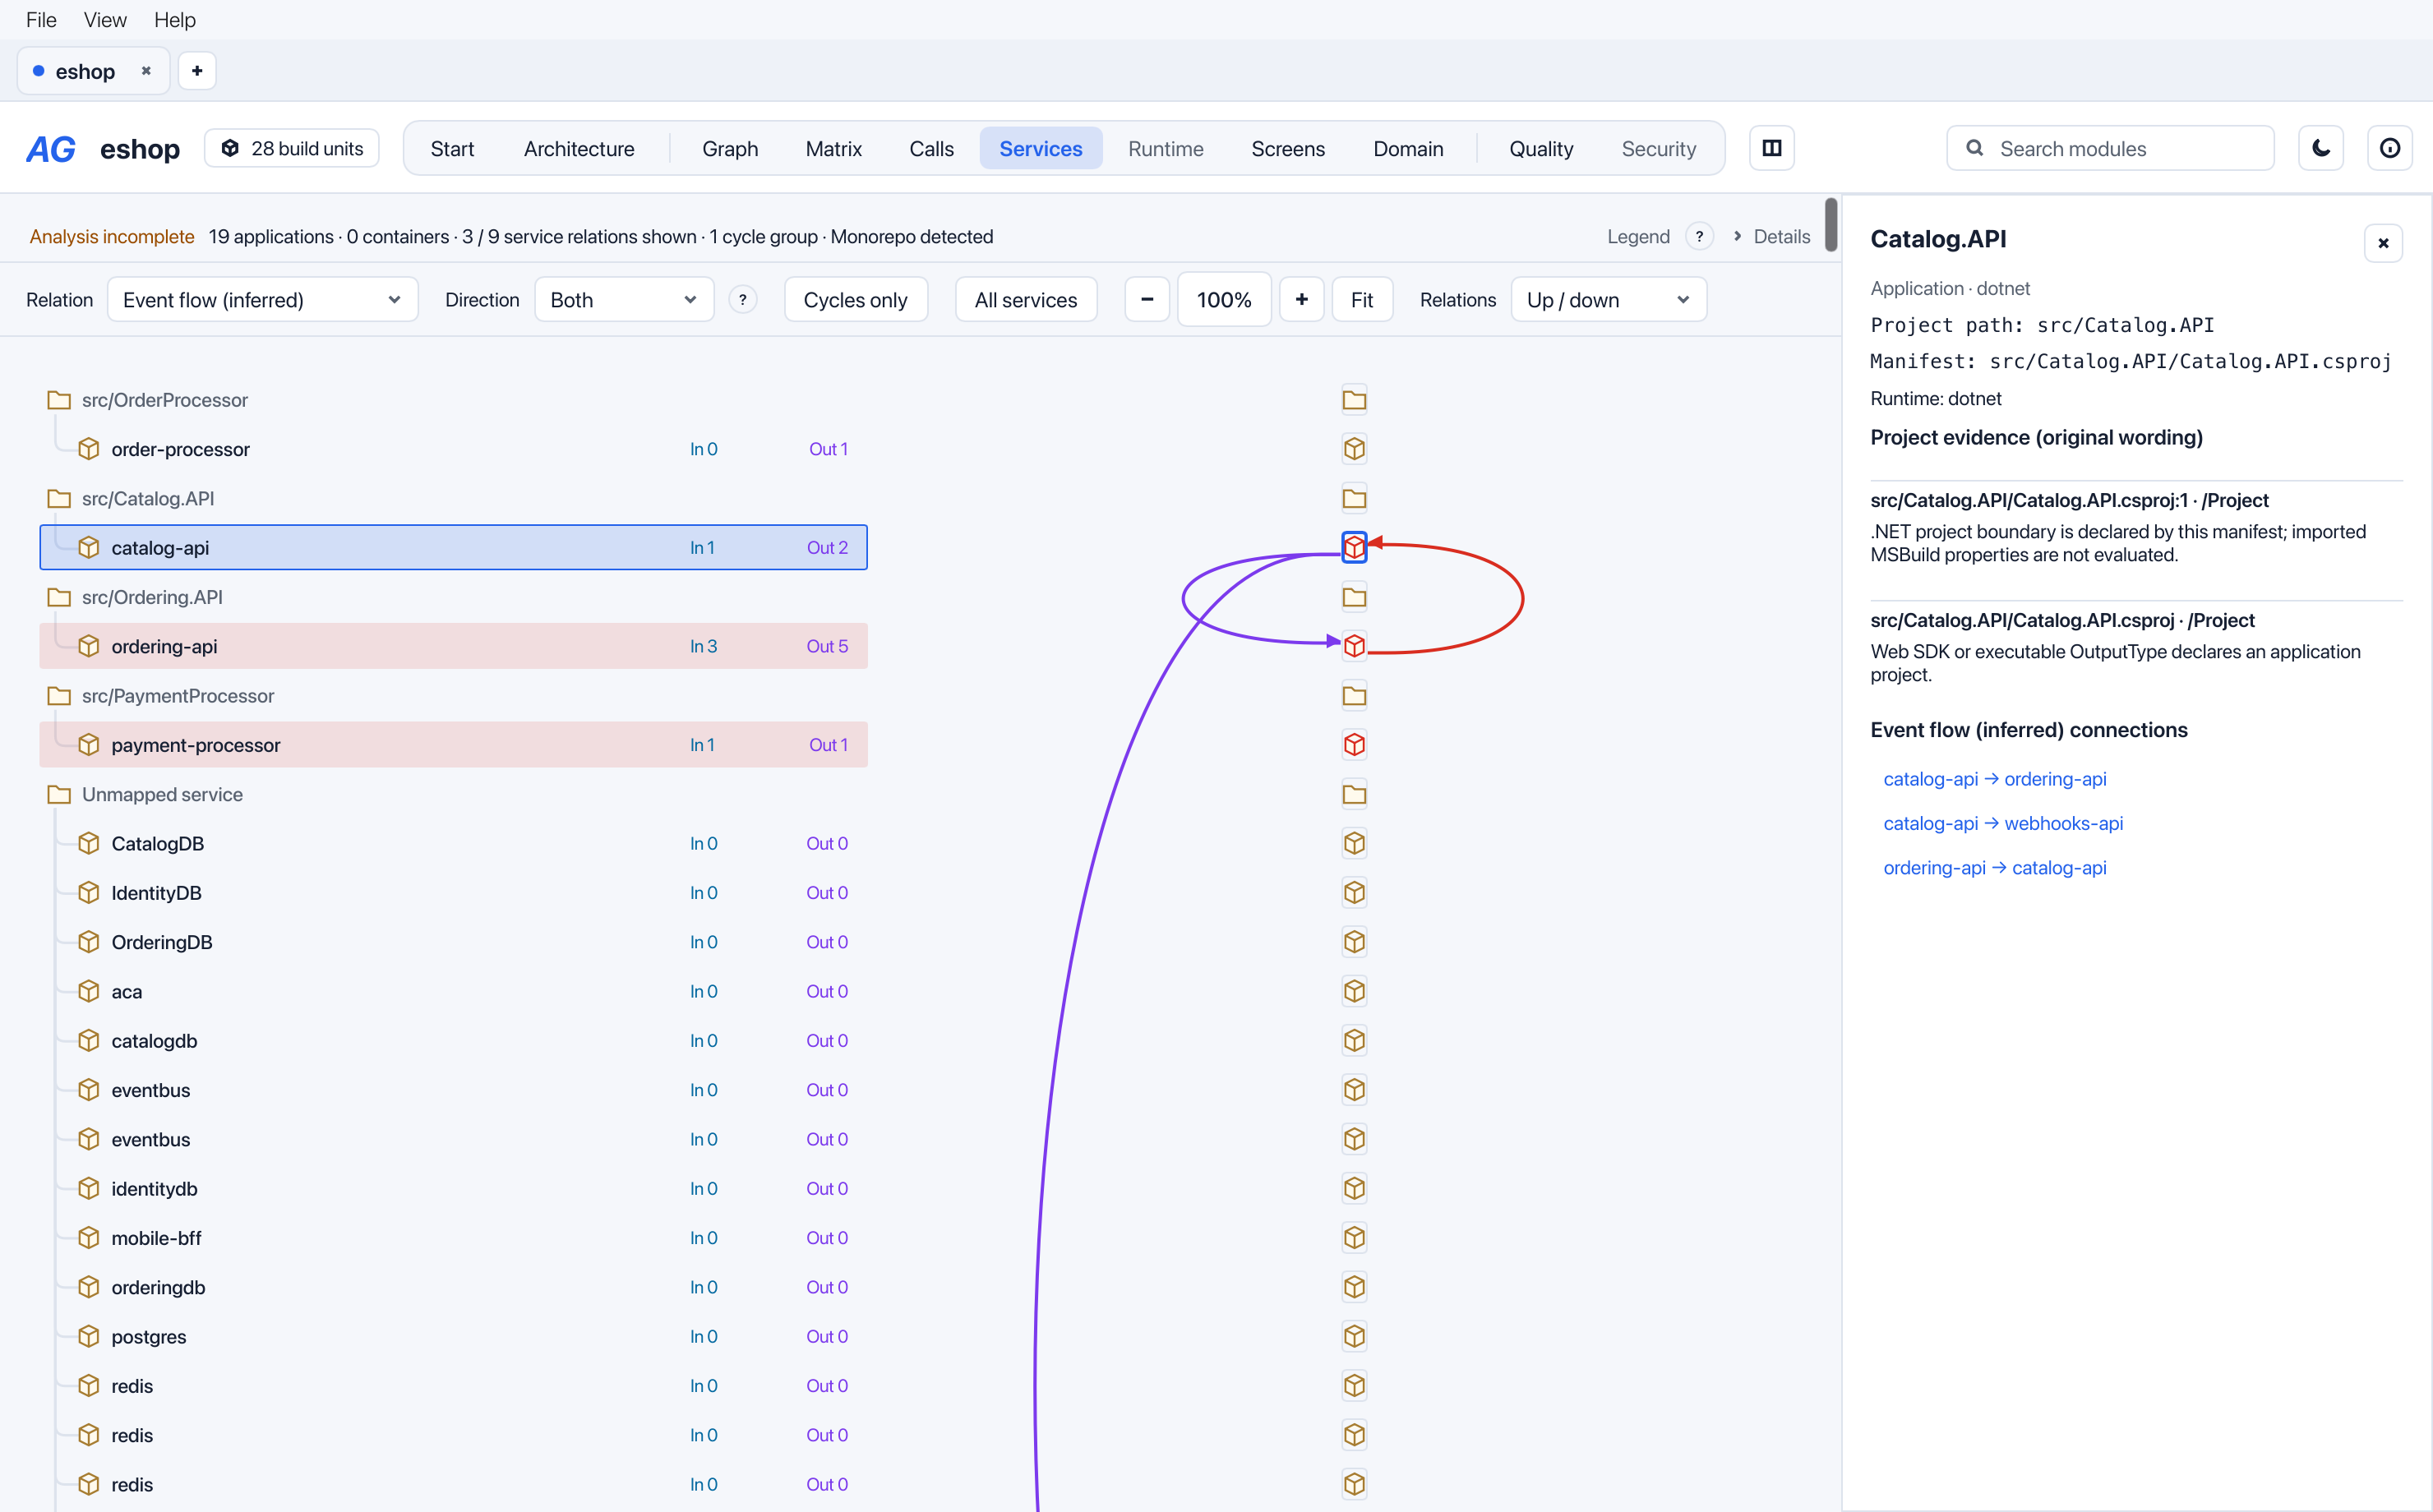 File View Help
eshop
AG eshop 28 build units Start Architecture Graph Matrix Calls Services Runtime Screens Domain Quality Security Search modules
Analysis incomplete 19 applications · 0 containers · 3 / 9 service relations shown · 1 cycle group · Monorepo detected Legend ? Details
Relation Event flow (inferred) Direction Both ? Cycles only All services − 100% + Fit Relations Up / down
src/OrderProcessor
order-processor In 0 Out 1
src/Catalog.API
catalog-api In 1 Out 2
src/Ordering.API
ordering-api In 3 Out 5
src/PaymentProcessor
payment-processor In 1 Out 1
Unmapped service
CatalogDB In 0 Out 0
IdentityDB In 0 Out 0
OrderingDB In 0 Out 0
aca In 0 Out 0
catalogdb In 0 Out 0
eventbus In 0 Out 0
eventbus In 0 Out 0
identitydb In 0 Out 0
mobile-bff In 0 Out 0
orderingdb In 0 Out 0
postgres In 0 Out 0
redis In 0 Out 0
redis In 0 Out 0
redis In 0 Out 0
Catalog.API
Application · dotnet
Project path: src/Catalog.API
Manifest: src/Catalog.API/Catalog.API.csproj
Runtime: dotnet
Project evidence (original wording)
src/Catalog.API/Catalog.API.csproj:1 · /Project
.NET project boundary is declared by this manifest; imported
MSBuild properties are not evaluated.
src/Catalog.API/Catalog.API.csproj · /Project
Web SDK or executable OutputType declares an application
project.
Event flow (inferred) connections
catalog-api → ordering-api
catalog-api → webhooks-api
ordering-api → catalog-api